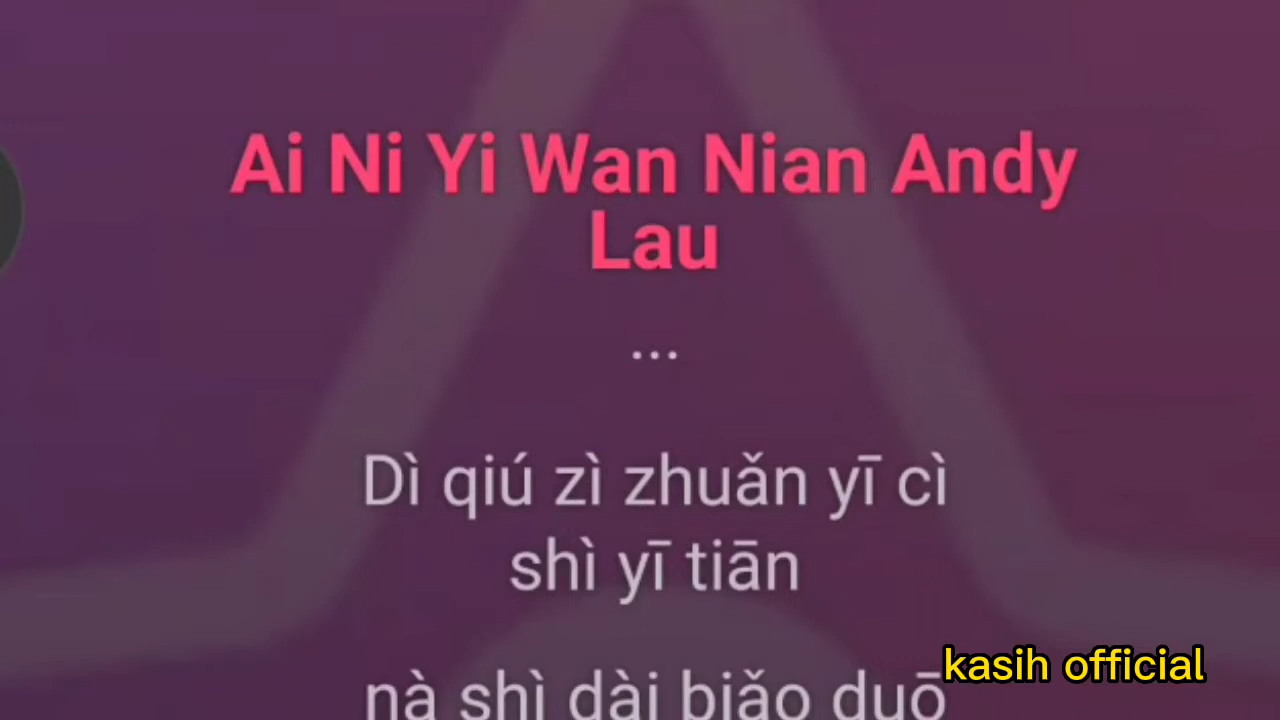 Ai Ni Yi Wan Nian Andy
Lau
...
Dì qiú zì zhuǎn yī cì
shì yī tiān
nà shì dài biǎo duō
kasih official